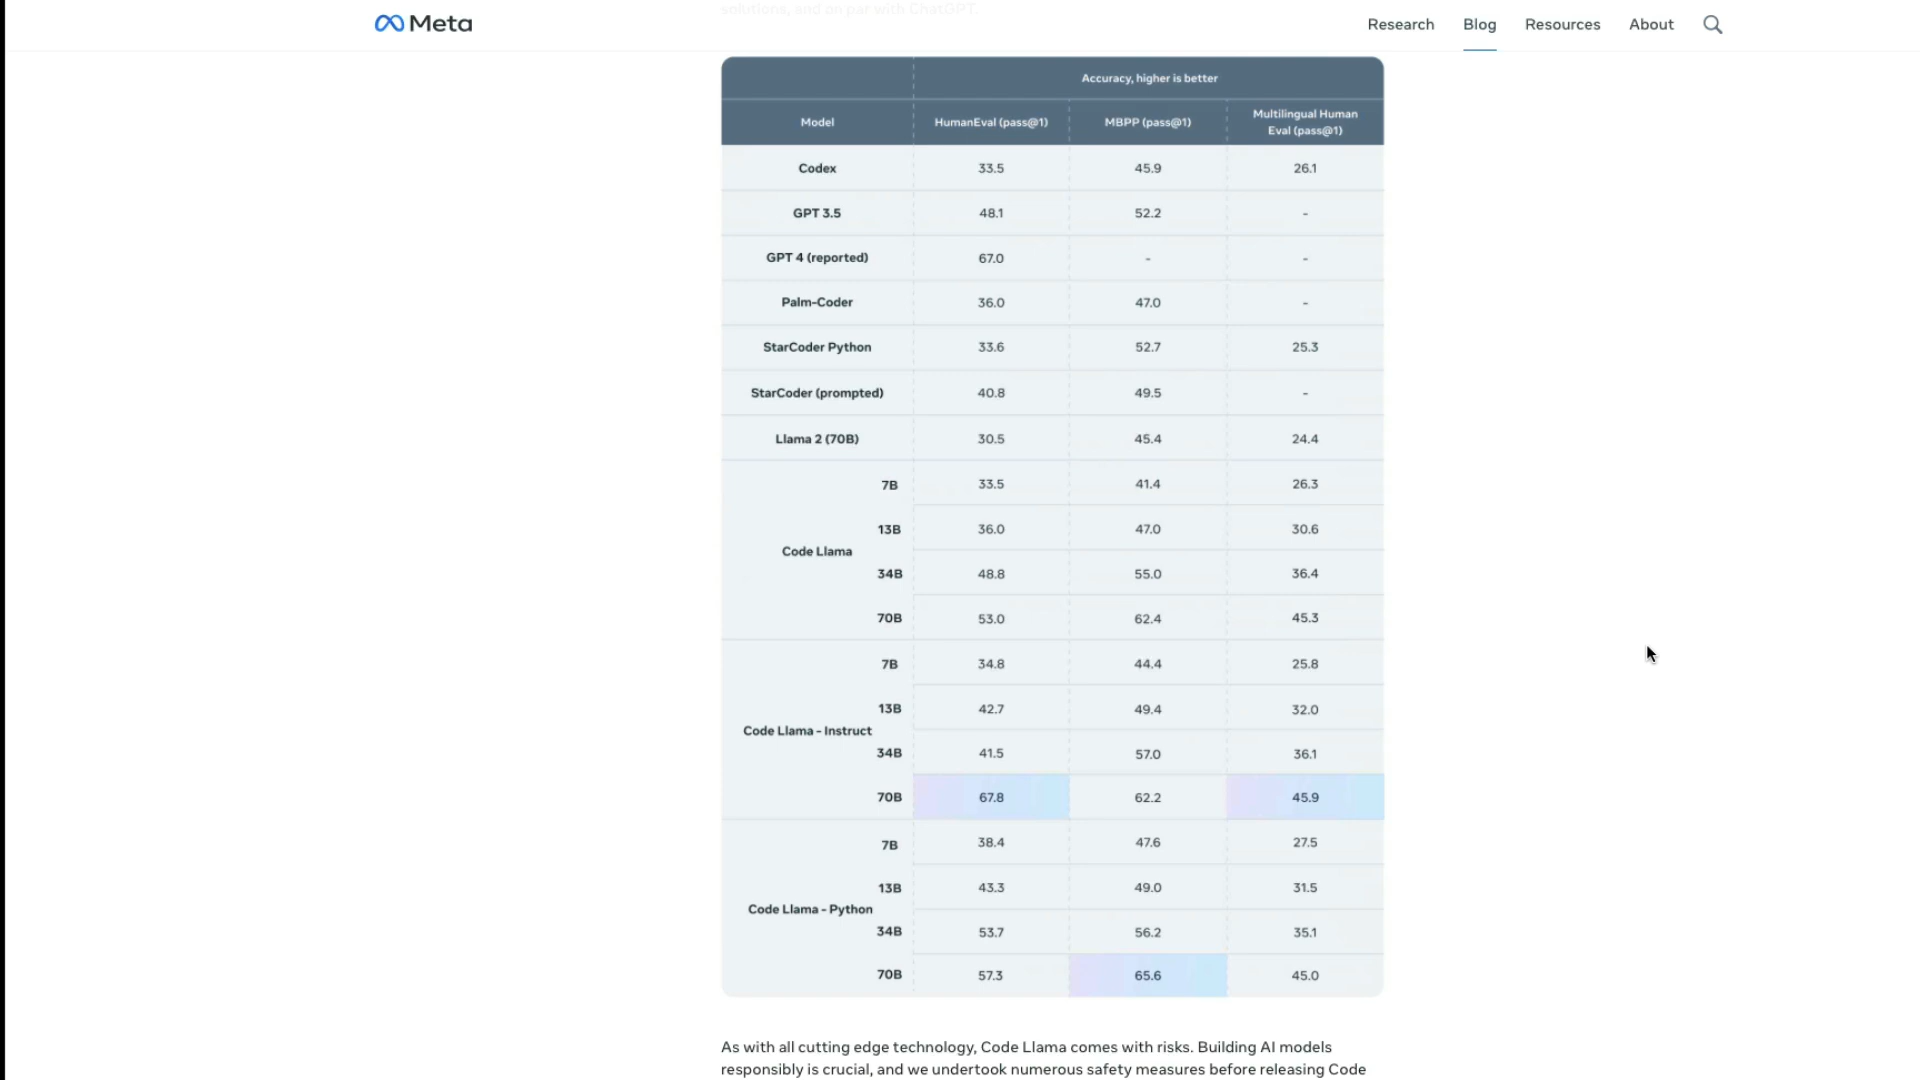 solutions, and on par with ChatGPT.
Meta Research Blog Resources About
Accuracy, higher is better
Model HumanEval (pass@1) MBPP (pass@1) Multilingual Human
Eval (pass@1)
Codex 33.5 45.9 26.1
GPT 3.5 48.1 52.2 -
GPT 4 (reported) 67.0 - -
Palm-Coder 36.0 47.0 -
StarCoder Python 33.6 52.7 25.3
StarCoder (prompted) 40.8 49.5 -
Llama 2 (70B) 30.5 45.4 24.4
Code Llama
7B 33.5 41.4 26.3
13B 36.0 47.0 30.6
34B 48.8 55.0 36.4
70B 53.0 62.4 45.3
Code Llama - Instruct
7B 34.8 44.4 25.8
13B 42.7 49.4 32.0
34B 41.5 57.0 36.1
70B 67.8 62.2 45.9
Code Llama - Python
7B 38.4 47.6 27.5
13B 43.3 49.0 31.5
34B 53.7 56.2 35.1
70B 57.3 65.6 45.0
As with all cutting edge technology, Code Llama comes with risks. Building AI models
responsibly is crucial, and we undertook numerous safety measures before releasing Code